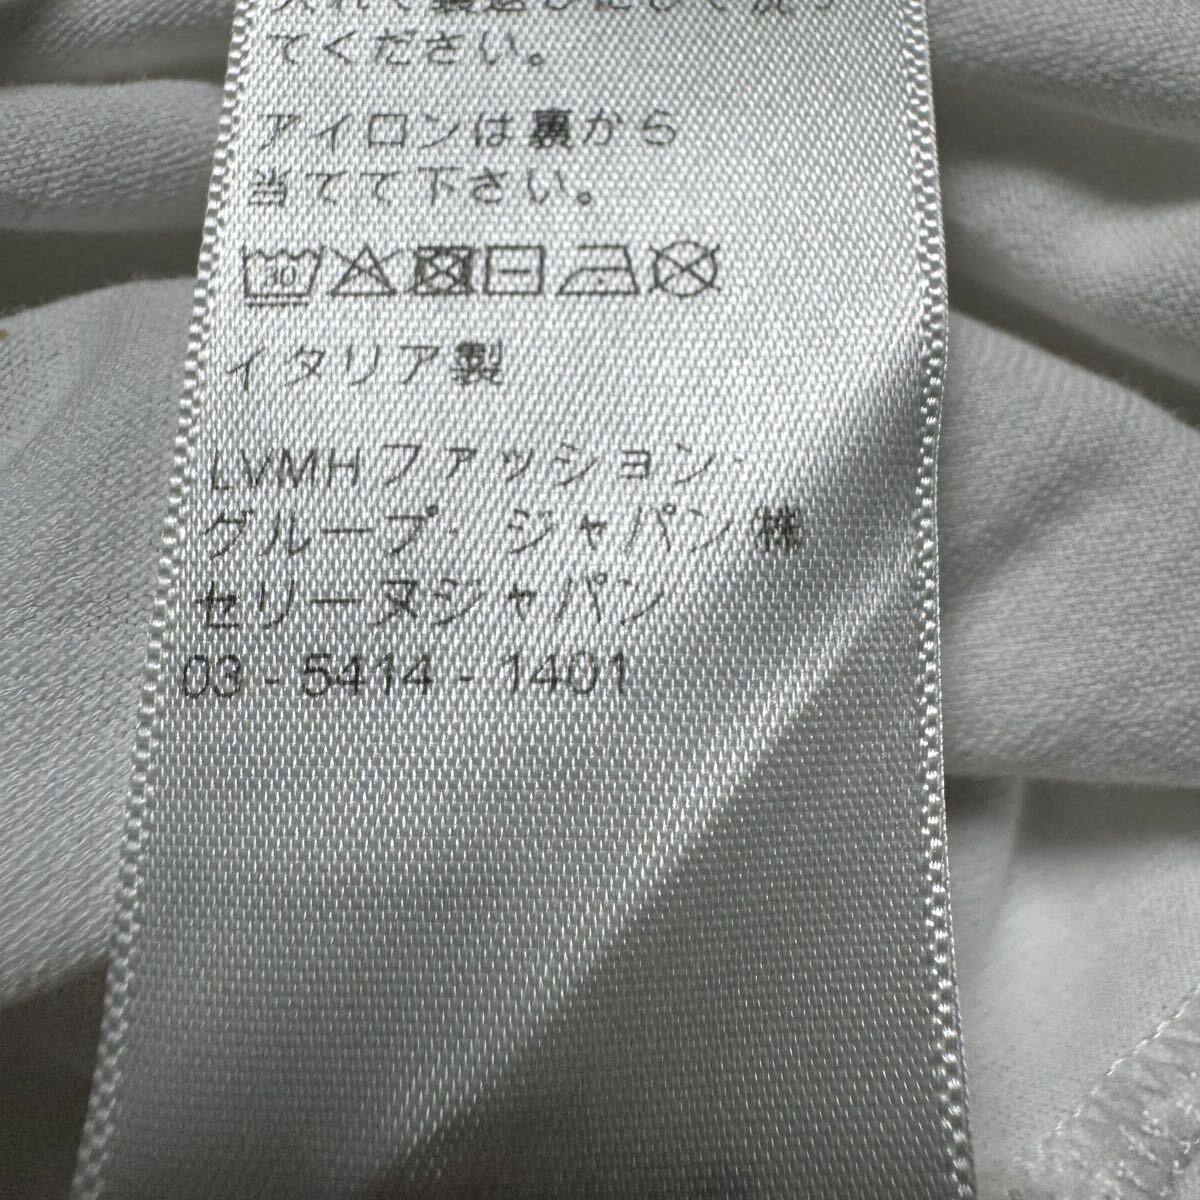 てください。
アイロンは裏から
当てて下さい。
30
イタリア製
LVMHファッション・
グループ・ジャパン㈱
セリーヌジャパン
03 - 5414 - 1401